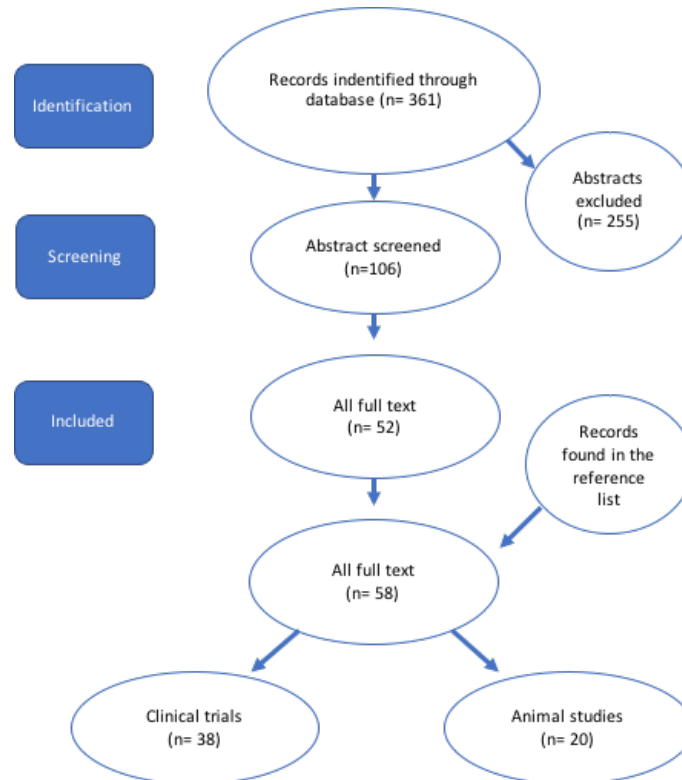 Records indentified through
database (n= 361)
Identification
Abstracts
excluded
(n= 255)
Abstract screened
(n=106)
Screening
All full text
(n= 52)
Included
Records
found in the
reference
list
All full text
(n= 58)
Clinical trials
(n= 38)
Animal studies
(n= 20)